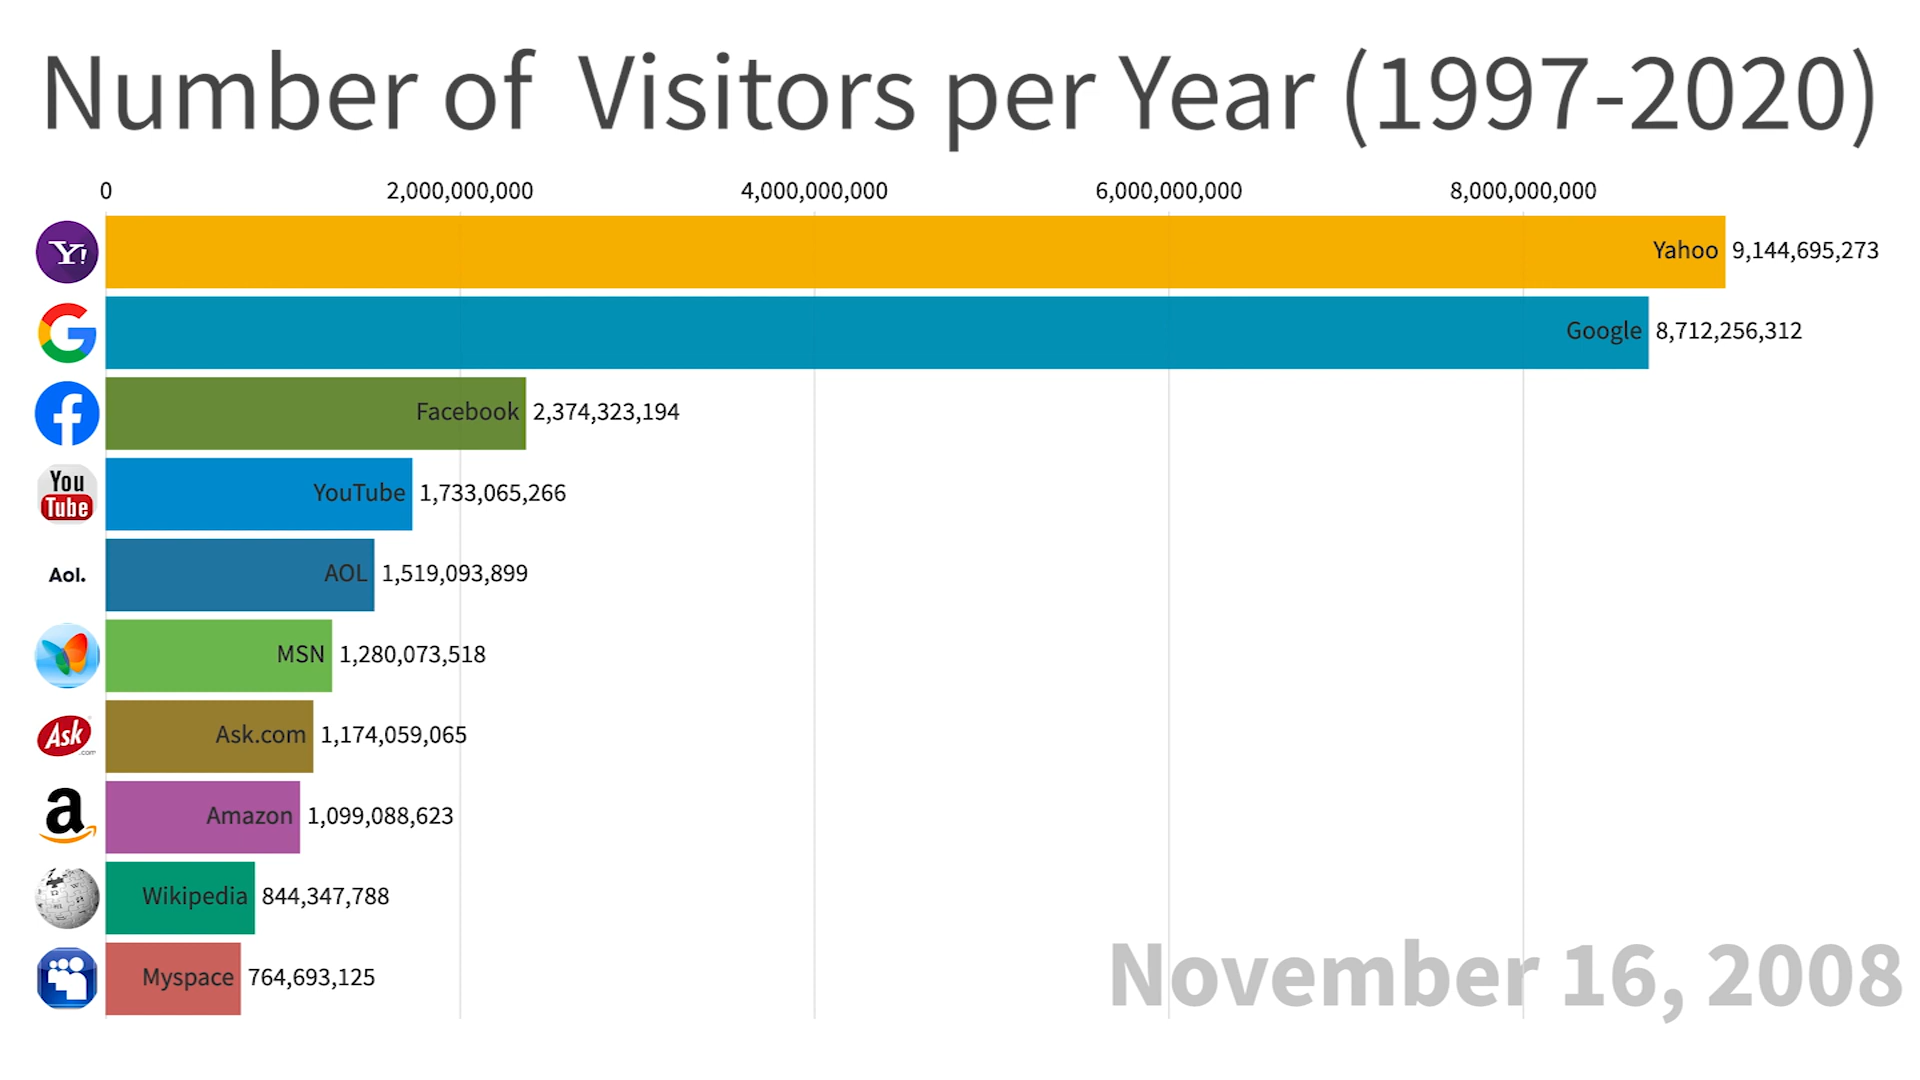 Number of Visitors per Year (1997-2020)
0 2,000,000,000 4,000,000,000 6,000,000,000 8,000,000,000
Y! Yahoo 9,144,695,273
G Google 8,712,256,312
f Facebook 2,374,323,194
You
Tube YouTube 1,733,065,266
Aol. AOL 1,519,093,899
MSN 1,280,073,518
Ask .com Ask.com 1,174,059,065
a Amazon 1,099,088,623
Wikipedia 844,347,788
Myspace 764,693,125
November 16, 2008